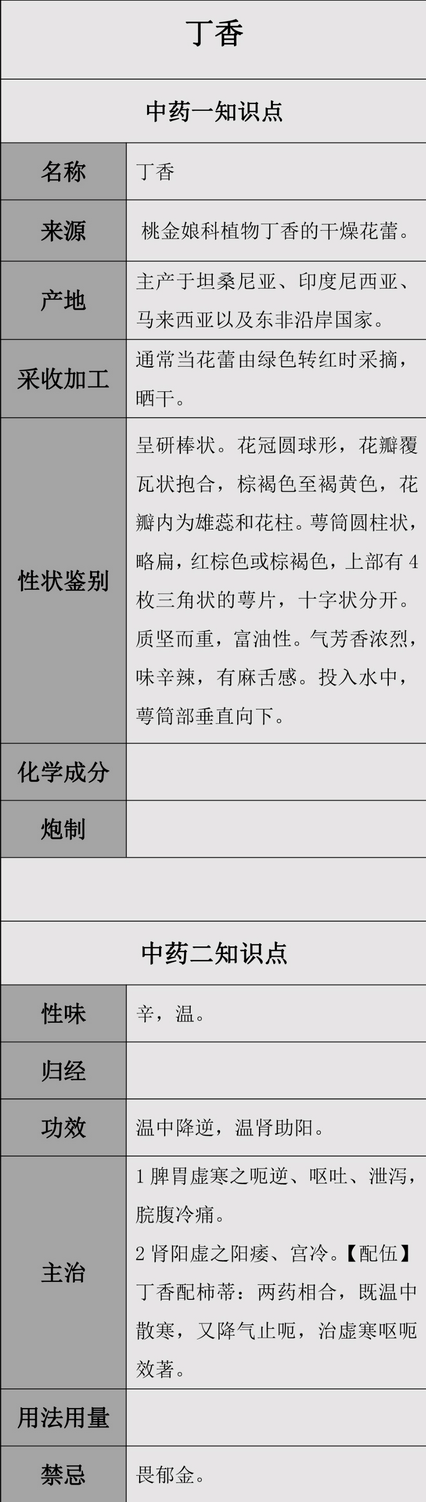 丁香
中药一知识点
名称
丁香
来源
桃金娘科植物丁香的干燥花蕾。
产地
主产于坦桑尼亚、印度尼西亚、
马来西亚以及东非沿岸国家。
采收加工
通常当花蕾由绿色转红时采摘，
晒干。
性状鉴别
呈研棒状。花冠圆球形，花瓣覆
瓦状抱合，棕褐色至褐黄色，花
瓣内为雄蕊和花柱。萼筒圆柱状，
略扁，红棕色或棕褐色，上部有 4
枚三角状的萼片，十字状分开。
质坚而重，富油性。气芳香浓烈，
味辛辣，有麻舌感。投入水中，
萼筒部垂直向下。
化学成分
炮制
中药二知识点
性味
辛，温。
归经
功效
温中降逆，温肾助阳。
主治
1 脾胃虚寒之呃逆、呕吐、泄泻，
脘腹冷痛。
2 肾阳虚之阳痿、宫冷。【配伍】
丁香配柿蒂：两药相合，既温中
散寒，又降气止呃，治虚寒呕呃
效著。
用法用量
禁忌
畏郁金。